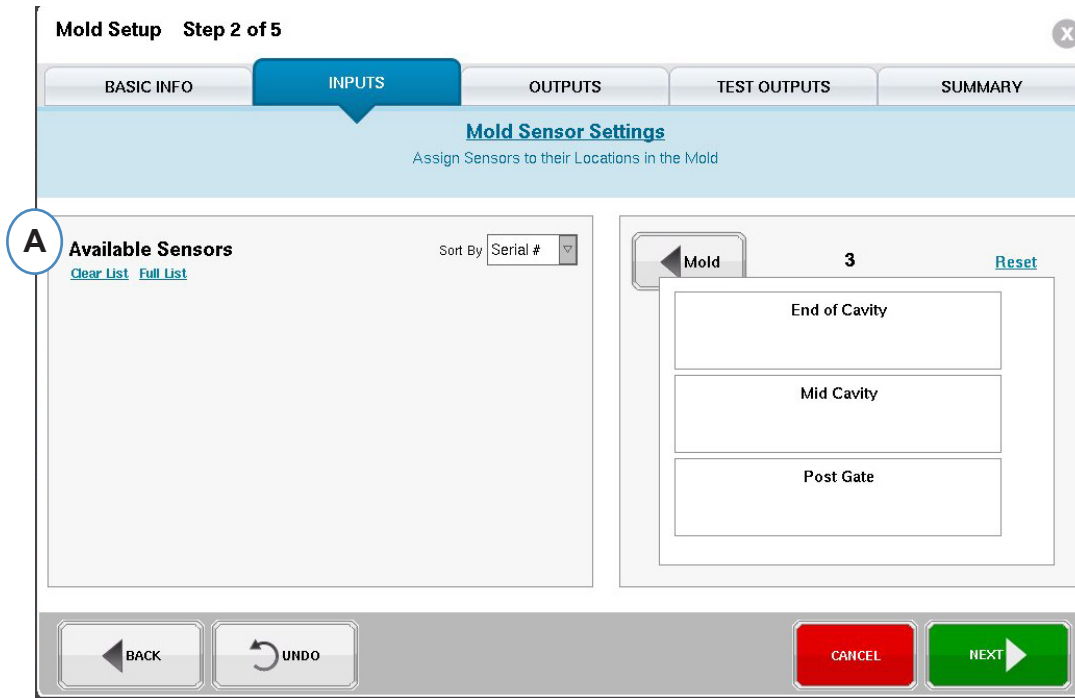 Mold Setup Step 2 of 5
X
BASIC INFO
INPUTS
OUTPUTS
TEST OUTPUTS
SUMMARY
Mold Sensor Settings
Assign Sensors to their Locations in the Mold
A
Available Sensors
Sort By Serial #
Clear List Full List
Mold
3
Reset
End of Cavity
Mid Cavity
Post Gate
BACK
UNDO
CANCEL
NEXT